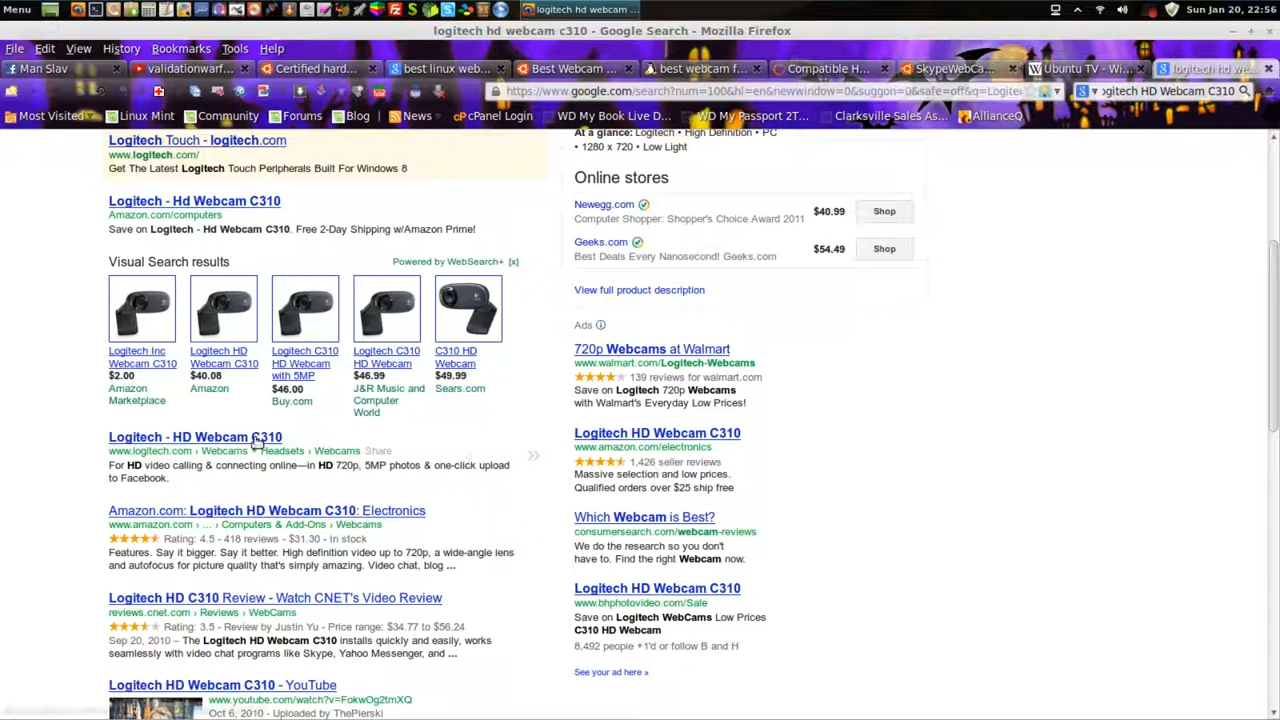 Menu
logitech hd webcam ...
Sun Jan 20, 22:56
logitech hd webcam c310 - Google Search - Mozilla Firefox
File Edit View History Bookmarks Tools Help
Man Slav
validationwarf...
Certified hard...
best linux web...
Best Webcam ...
best webcam f...
Compatible H...
SkypeWebCa...
Ubuntu TV - Wi...
logitech hd we...
https://www.google.com/search?num=100&hl=en&newwindow=0&suggon=0&safe=off&q=Logite
ogitech HD Webcam C310
Most Visited
Linux Mint
Community
Forums
Blog
News
cPanel Login
WD My Book Live D...
WD My Passport 2T...
Clarksville Sales As...
AllianceQ
Logitech Touch - logitech.com
www.logitech.com/
Get The Latest Logitech Touch Peripherals Built For Windows 8
Logitech - Hd Webcam C310
Amazon.com/computers
Save on Logitech - Hd Webcam C310. Free 2-Day Shipping w/Amazon Prime!
Visual Search results
Powered by WebSearch+ [x]
Logitech Inc
Webcam C310
$2.00
Amazon
Marketplace
Logitech HD
Webcam C310
$40.08
Amazon
Logitech C310
HD Webcam
with 5MP
$46.00
Buy.com
Logitech C310
HD Webcam
$46.99
J&R Music and
Computer
World
C310 HD
Webcam
$49.99
Sears.com
Logitech - HD Webcam C310
www.logitech.com › Webcams + Headsets › Webcams Share
For HD video calling & connecting online—in HD 720p, 5MP photos & one-click upload
to Facebook.
Amazon.com: Logitech HD Webcam C310: Electronics
www.amazon.com › ... › Computers & Add-Ons › Webcams
Rating: 4.5 - 418 reviews - $31.30 - In stock
Features. Say it bigger. Say it better. High definition video up to 720p, a wide-angle lens
and autofocus for picture quality that's simply amazing. Video chat, blog ...
Logitech HD C310 Review - Watch CNET's Video Review
reviews.cnet.com › Reviews › WebCams
Rating: 3.5 - Review by Justin Yu - Price range: $34.77 to $56.24
Sep 20, 2010 – The Logitech HD Webcam C310 installs quickly and easily, works
seamlessly with video chat programs like Skype, Yahoo Messenger, and ...
Logitech HD Webcam C310 - YouTube
www.youtube.com/watch?v=FokwOg2tmXQ
Oct 6, 2010 - Uploaded by ThePierski
At a glance: Logitech • High Definition • PC
• 1280 x 720 • Low Light
Online stores
Newegg.com
$40.99
Shop
Computer Shopper: Shopper's Choice Award 2011
Geeks.com
$54.49
Shop
Best Deals Every Nanosecond! Geeks.com
View full product description
Ads
720p Webcams at Walmart
www.walmart.com/Logitech-Webcams
139 reviews for walmart.com
Save on Logitech 720p Webcams
with Walmart's Everyday Low Prices!
Logitech HD Webcam C310
www.amazon.com/electronics
1,426 seller reviews
Massive selection and low prices.
Qualified orders over $25 ship free
Which Webcam is Best?
consumersearch.com/webcam-reviews
We do the research so you don't
have to. Find the right Webcam now.
Logitech HD Webcam C310
www.bhphotovideo.com/Sale
Save on Logitech WebCams Low Prices
C310 HD Webcam
8,492 people +1'd or follow B and H
See your ad here »